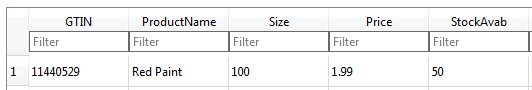 GTIN ProductName Size Price StockAvab
Filter Filter Filter Filter Filter
1 11440529 Red Paint 100 1.99 50